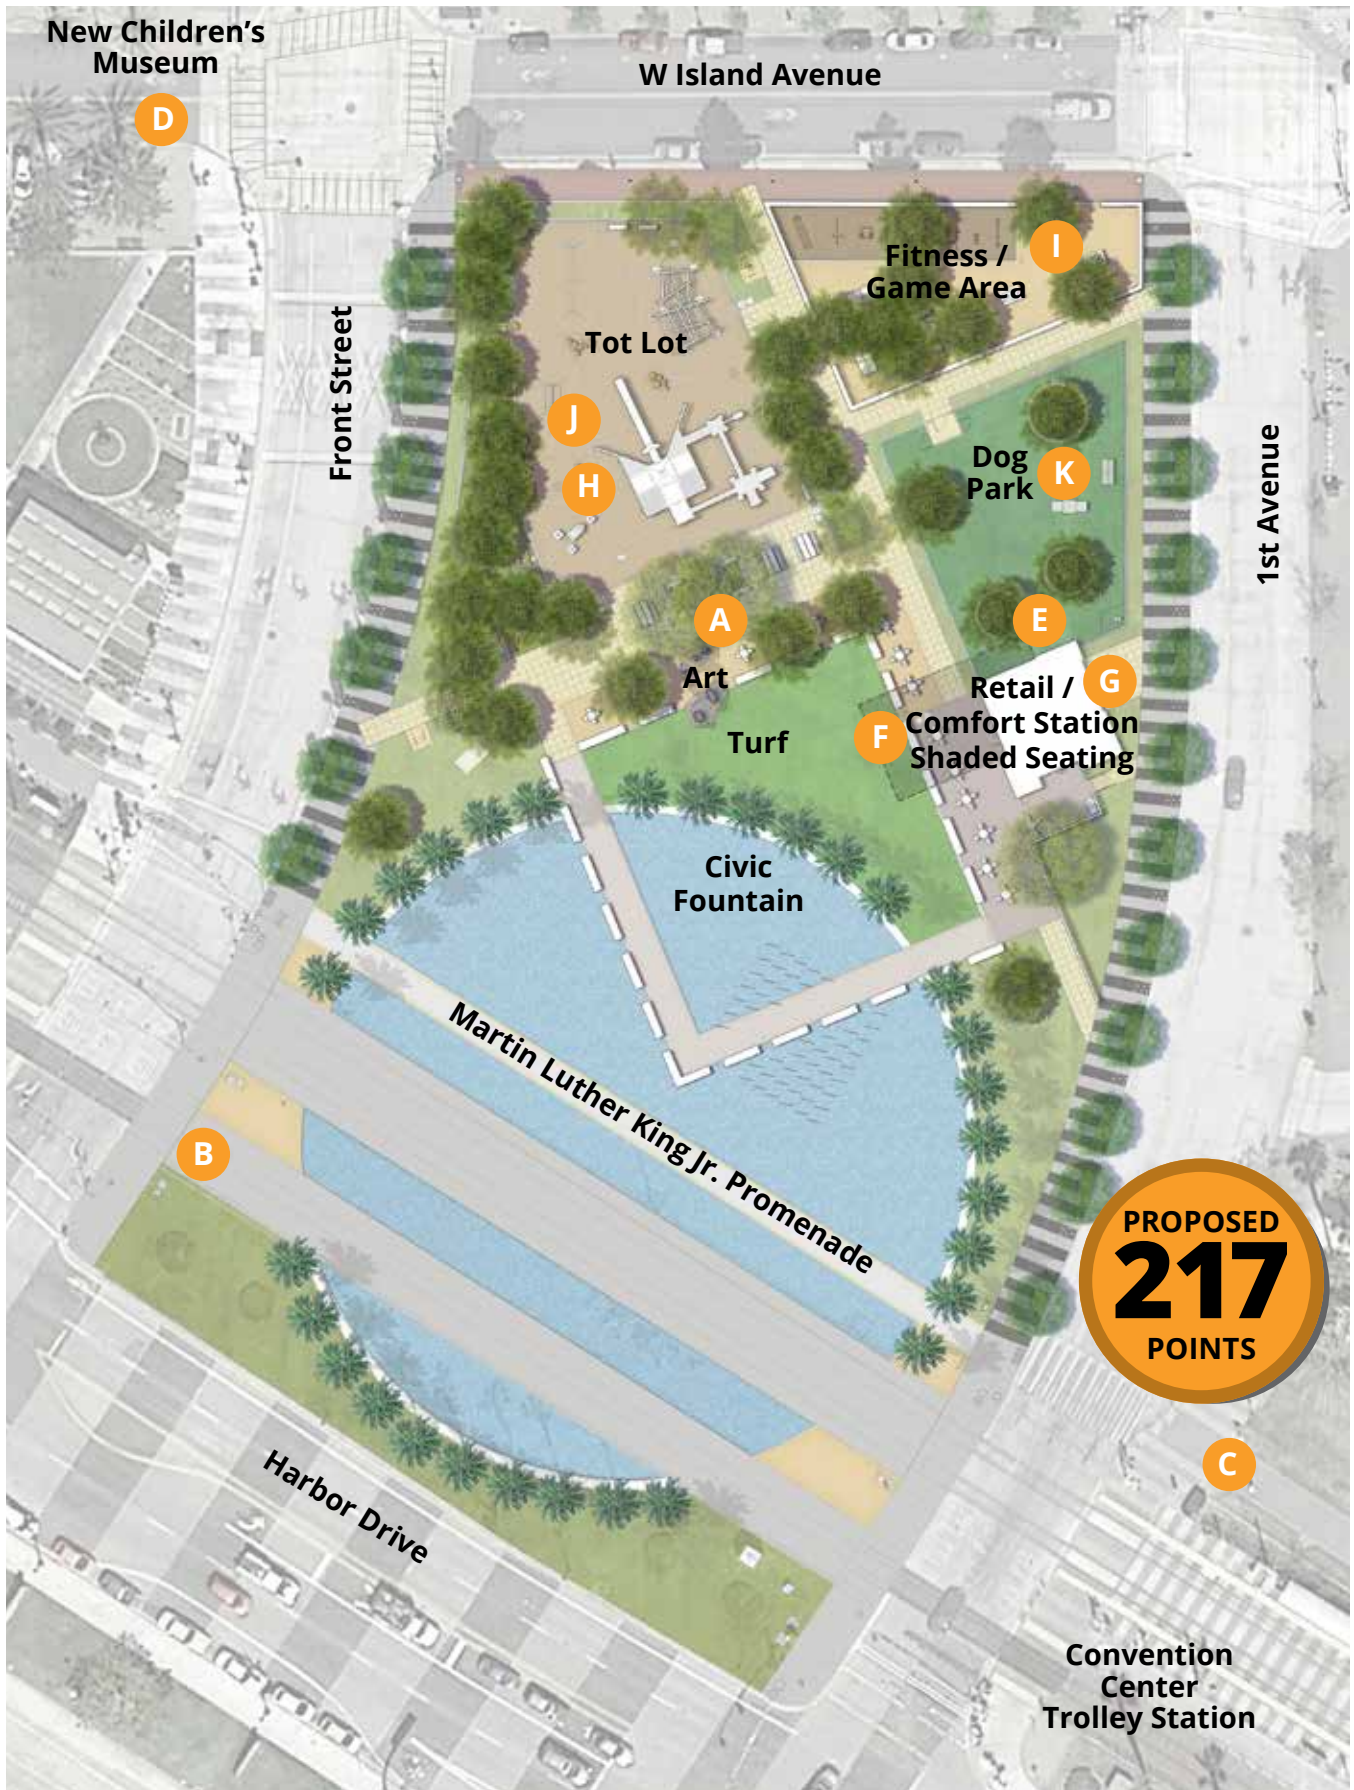 New Children's
Museum
D
W Island Avenue
I
Fitness /
Game Area
Front Street
Tot Lot
J
H
Dog
Park
K
1st Avenue
A
Art
E
G
Retail /
Comfort Station
Shaded Seating
F
Turf
Civic
Fountain
Martin Luther King Jr. Promenade
B
PROPOSED
217
POINTS
C
Harbor Drive
Convention
Center
Trolley Station